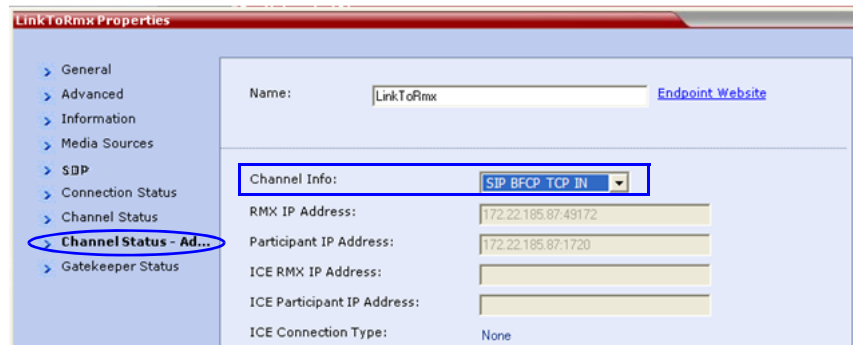 LinkToRmx Properties
General
Advanced
Information
Media Sources
SDP
Connection Status
Channel Status
Channel Status - Ad...
Gatekeeper Status
Name: LinkToRmx Endpoint Website
Channel Info: SIP BFCP TCP IN
RMX IP Address: 172.22.185.87:49172
Participant IP Address: 172.22.185.87:1720
ICE RMX IP Address:
ICE Participant IP Address:
ICE Connection Type: None